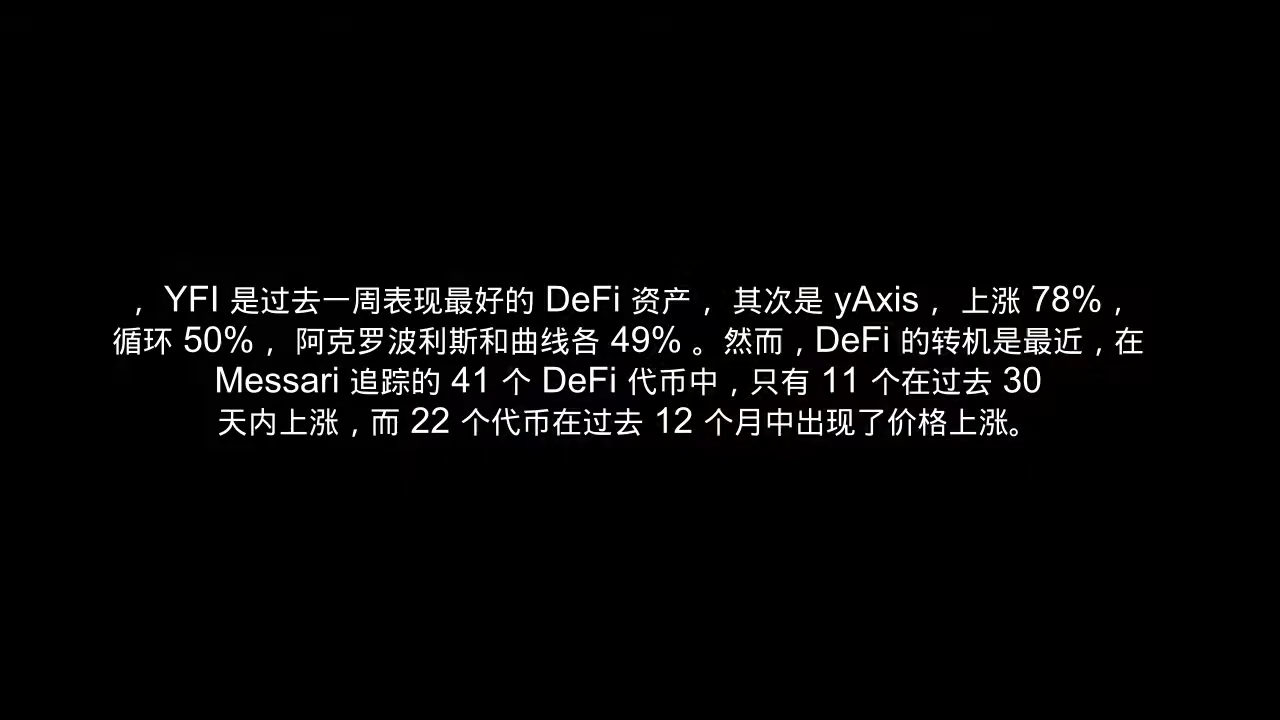 ， YFI 是过去一周表现最好的 DeFi 资产， 其次是 yAxis， 上涨 78%，
循环 50%， 阿克罗波利斯和曲线各 49% 。然而，DeFi 的转机是最近，在
Messari 追踪的 41 个 DeFi 代币中，只有 11 个在过去 30
天内上涨，而 22 个代币在过去 12 个月中出现了价格上涨。